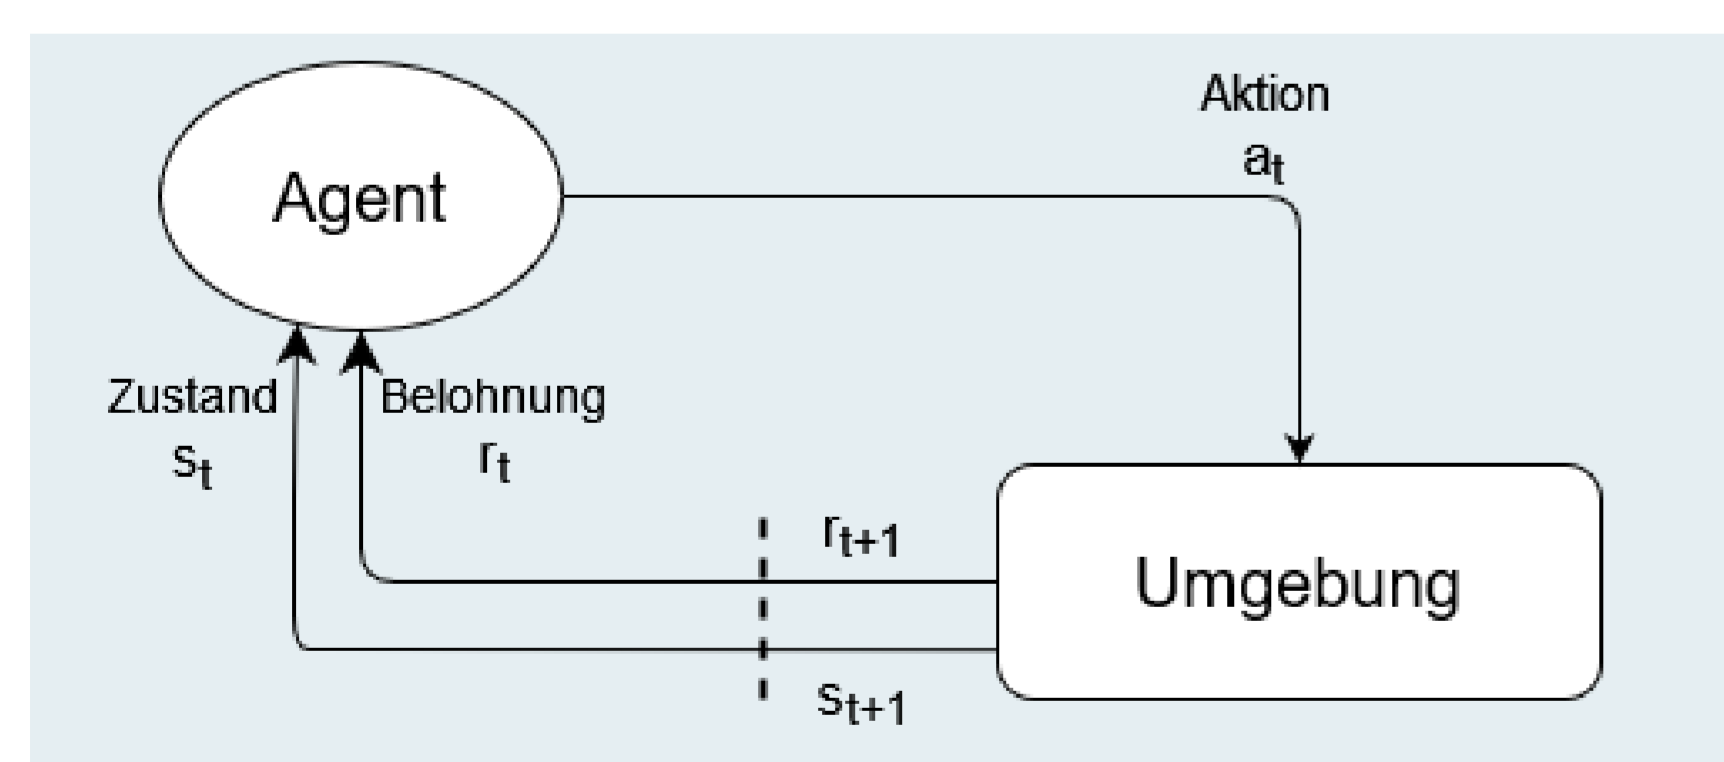 Aktion
a_t
Agent
Zustand
s_t
Belohnung
r_t
r_t+1
Umgebung
s_t+1